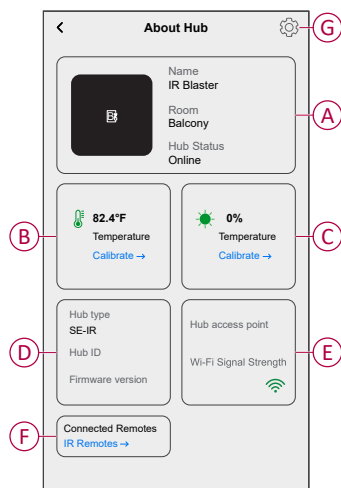 About Hub
G
Name
IR Blaster
Room
Balcony
Hub Status
Online
A
B
82.4°F
Temperature
Calibrate →
0%
Temperature
Calibrate →
C
D
Hub type
SE-IR
Hub ID
Firmware version
Hub access point
Wi-Fi Signal Strength
E
F
Connected Remotes
IR Remotes →